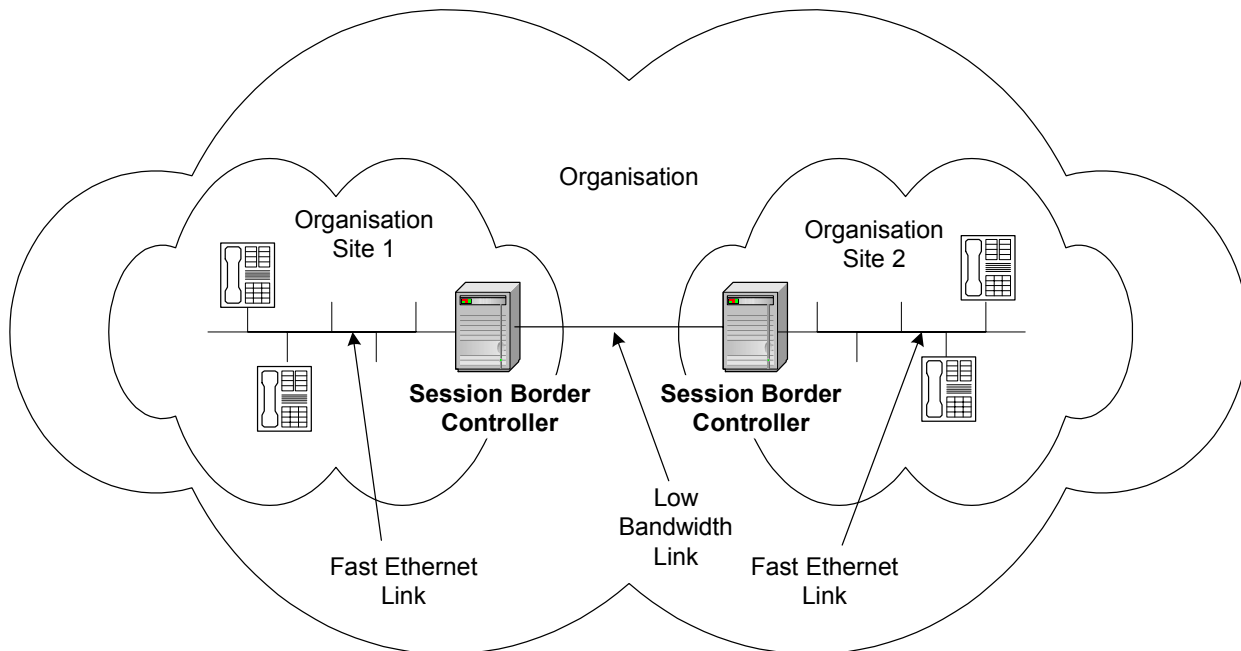 Organisation
Organisation
Site 1
Organisation
Site 2
Session Border
Controller
Session Border
Controller
Low
Bandwidth
Link
Fast Ethernet
Link
Fast Ethernet
Link